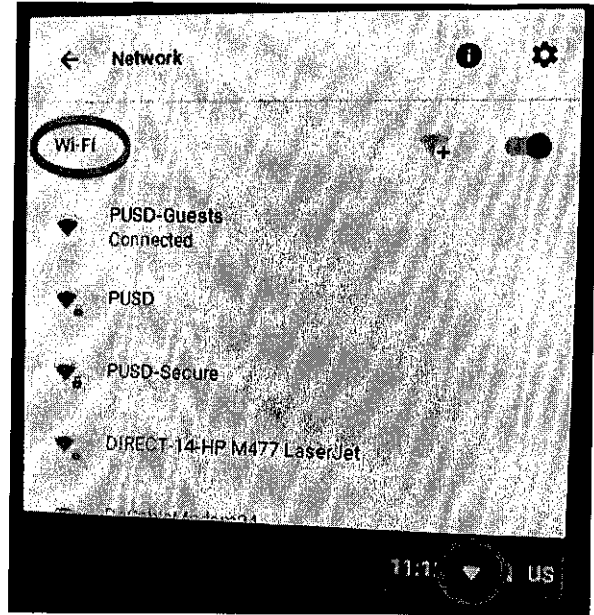 Network
Wi-Fi
PUSD-Guests
Connected
PUSD
PUSD-Secure
DIRECT-14-HP M477 LaserJet
US